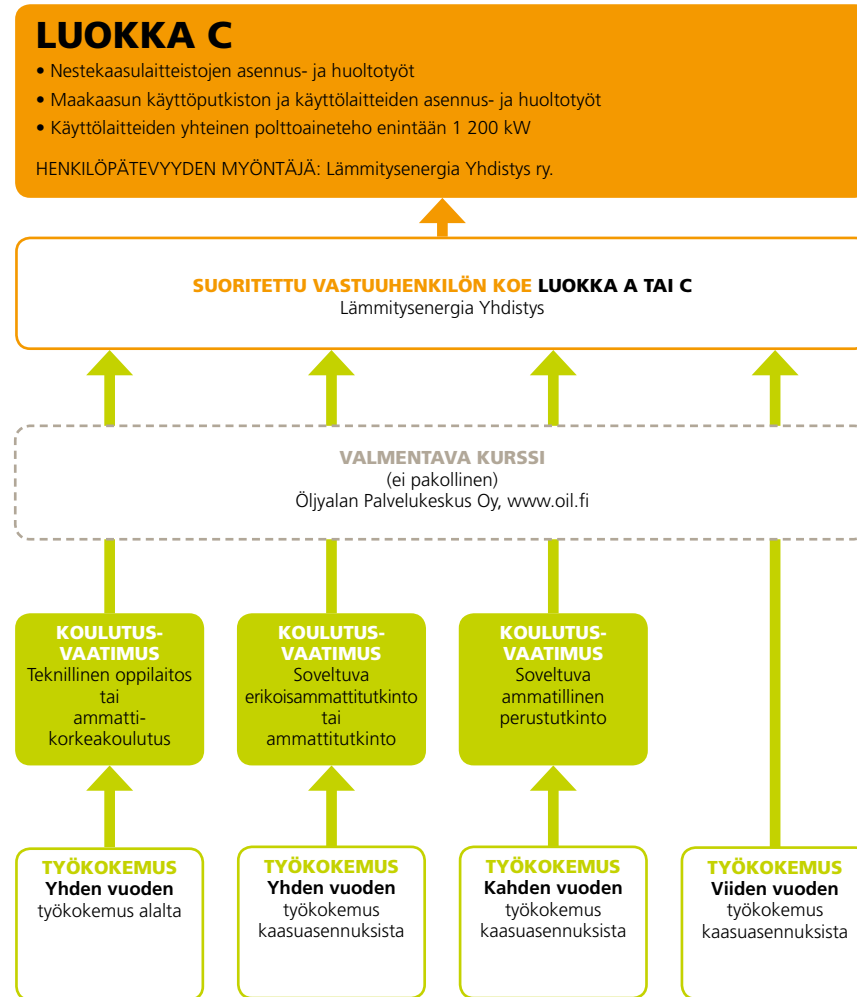 LUOKKA C
• Nestekaasulaitteistojen asennus- ja huoltotyöt
• Maakaasun käyttöputkiston ja käyttölaitteiden asennus- ja huoltotyöt
• Käyttölaitteiden yhteinen polttoaineteho enintään 1 200 kW
HENKILÖPÄTEVYYDEN MYÖNTÄJÄ: Lämmitysenergia Yhdistys ry.
SUORITETTU VASTUUHENKILÖN KOE LUOKKA A TAI C
Lämmitysenergia Yhdistys
VALMENTAVA KURSSI
(ei pakollinen)
Öljyalan Palvelukeskus Oy, www.oil.fi
KOULUTUS-
VAATIMUS
Teknillinen oppilaitos
tai
ammatti-
korkeakoulutus
KOULUTUS-
VAATIMUS
Soveltuva
erikoisammattitutkinto
tai
ammattitutkinto
KOULUTUS-
VAATIMUS
Soveltuva
ammatillinen
perustutkinto
TYÖKOKEMUS
Yhden vuoden
työkokemus alalta
TYÖKOKEMUS
Yhden vuoden
työkokemus
kaasuasennuksista
TYÖKOKEMUS
Kahden vuoden
työkokemus
kaasuasennuksista
TYÖKOKEMUS
Viiden vuoden
työkokemus
kaasuasennuksista